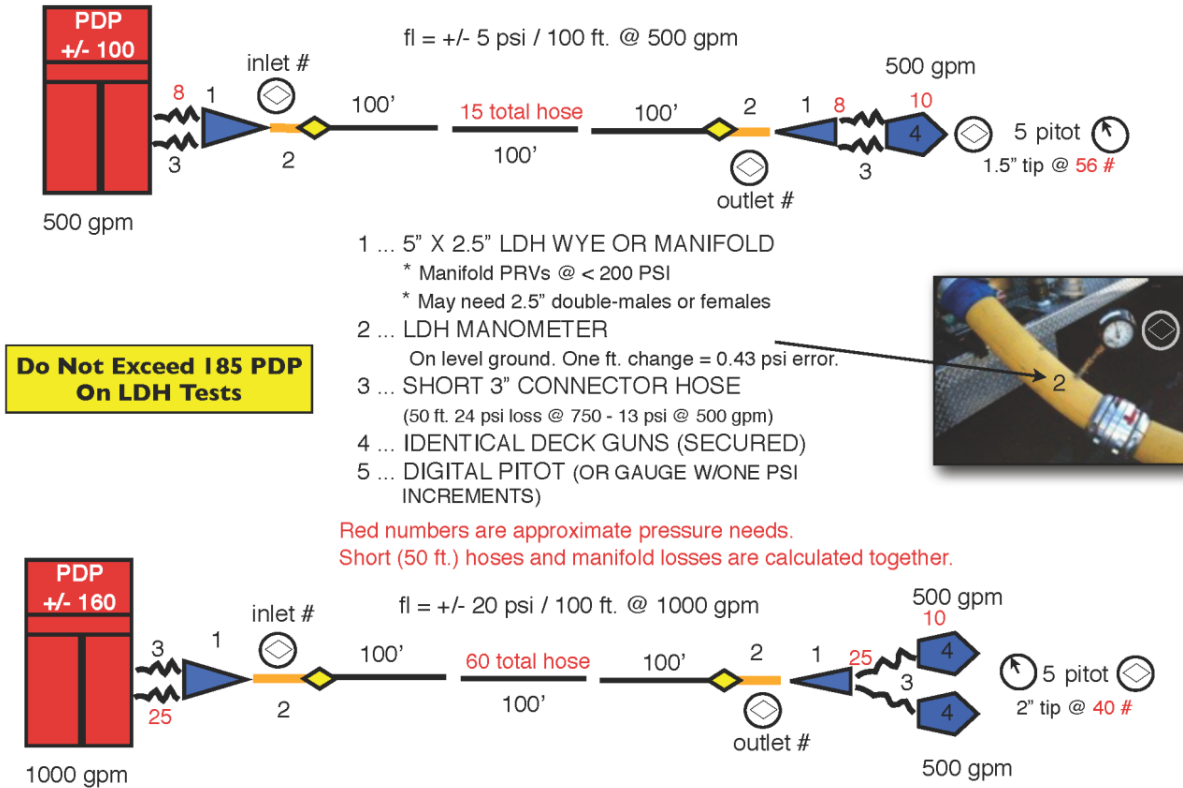 PDP
+/- 100
fl = +/- 5 psi / 100 ft. @ 500 gpm
inlet #
500 gpm
8
1
100’
15 total hose
100’
2
1
8
10
4
5 pitot
3
2
100’
3
1.5” tip @ 56 #
outlet #
500 gpm
1 ... 5” X 2.5” LDH WYE OR MANIFOLD
* Manifold PRVs @ < 200 PSI
* May need 2.5” double-males or females
2 ... LDH MANOMETER
On level ground. One ft. change = 0.43 psi error.
3 ... SHORT 3” CONNECTOR HOSE
(50 ft. 24 psi loss @ 750 - 13 psi @ 500 gpm)
4 ... IDENTICAL DECK GUNS (SECURED)
5 ... DIGITAL PITOT (OR GAUGE W/ONE PSI
INCREMENTS)
Do Not Exceed 185 PDP
On LDH Tests
2
Red numbers are approximate pressure needs.
Short (50 ft.) hoses and manifold losses are calculated together.
PDP
+/- 160
fl = +/- 20 psi / 100 ft. @ 1000 gpm
inlet #
500 gpm
10
3
1
100’
60 total hose
100’
2
1
25
4
3
5 pitot
25
2
100’
4
2” tip @ 40 #
outlet #
1000 gpm
500 gpm